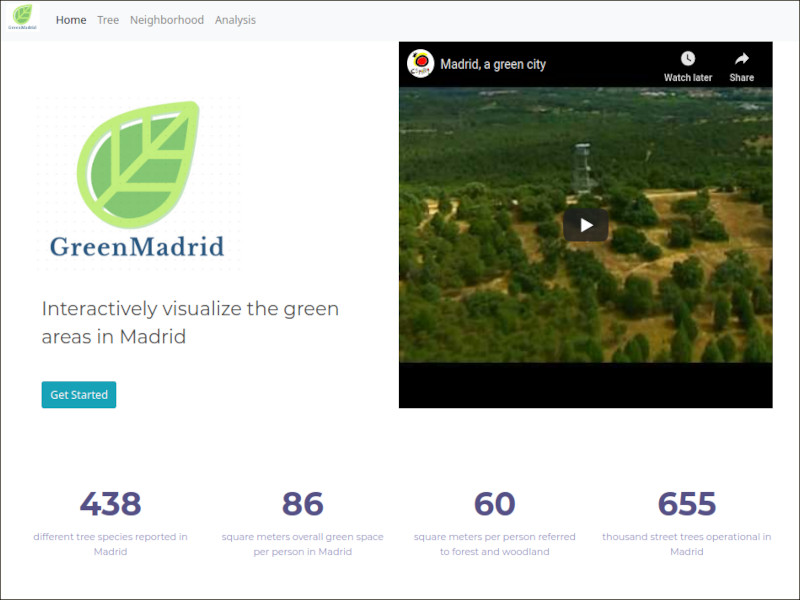 Home Tree Neighborhood Analysis
GreenMadrid
Interactively visualize the green
areas in Madrid
Get Started
Madrid, a green city
Watch later
Share
438
different tree species reported in
Madrid
86
square meters overall green space
per person in Madrid
60
square meters per person referred
to forest and woodland
655
thousand street trees operational in
Madrid